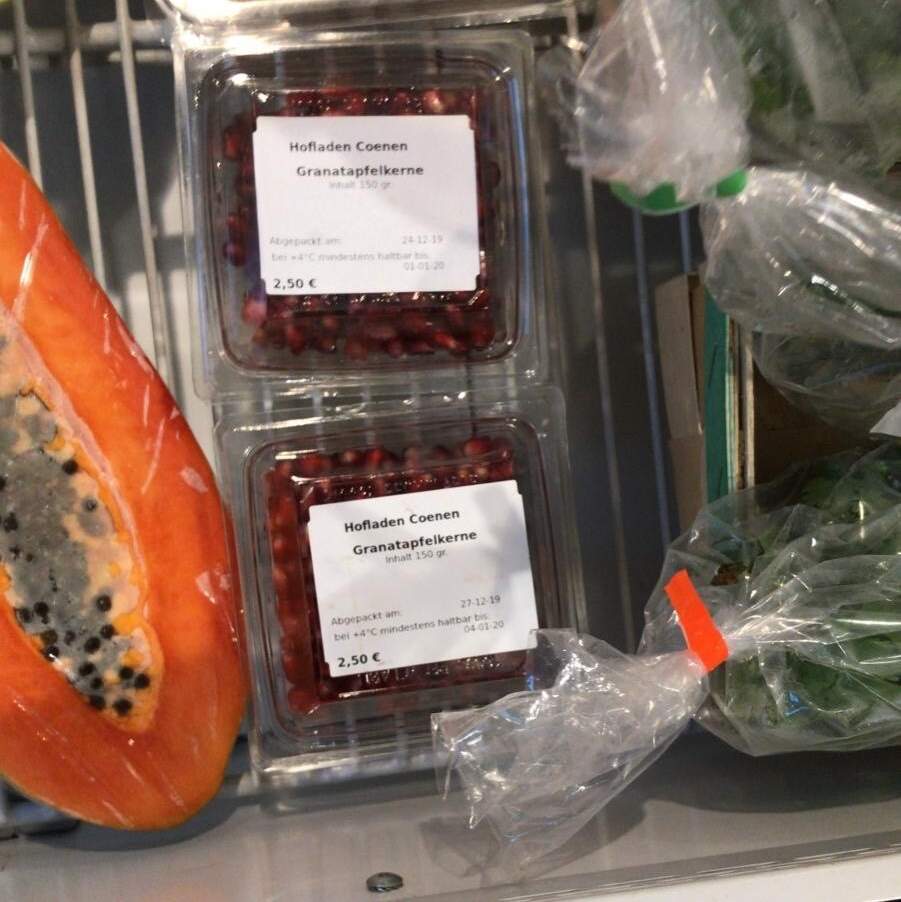 Hofladen Coenen
Granatapfelkerne
Inhalt 150 gr.
Abgepackt am: 24-12-19
bei +4°C mindestens haltbar bis:
01-01-20
2,50 €
Hofladen Coenen
Granatapfelkerne
Inhalt 150 gr.
Abgepackt am: 27-12-19
bei +4°C mindestens haltbar bis:
04-01-20
2,50 €